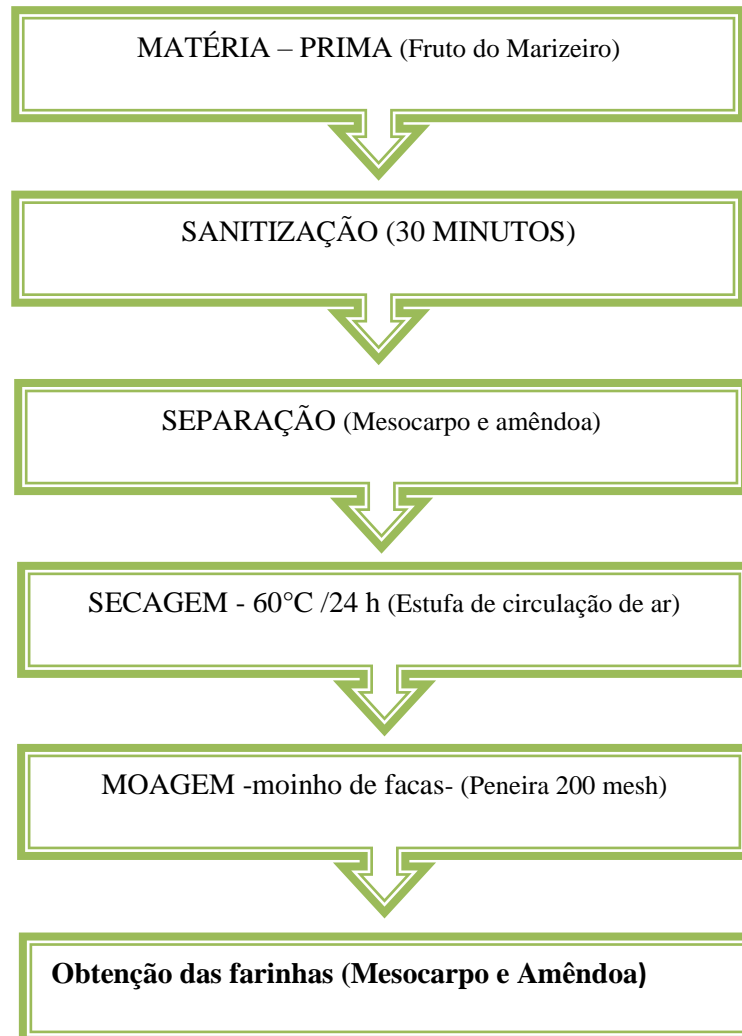 MATÉRIA – PRIMA (Fruto do Marizeiro)
SANITIZAÇÃO (30 MINUTOS)
SEPARAÇÃO (Mesocarpo e amêndoa)
SECAGEM - 60°C /24 h (Estufa de circulação de ar)
MOAGEM -moinho de facas- (Peneira 200 mesh)
Obtenção das farinhas (Mesocarpo e Amêndoa)